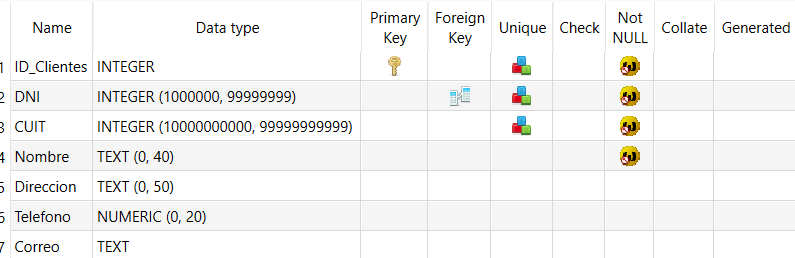 Name Data type Primary Key Foreign Key Unique Check Not NULL Collate Generated
1 ID_Clientes INTEGER
2 DNI INTEGER (1000000, 99999999)
3 CUIT INTEGER (10000000000, 99999999999)
4 Nombre TEXT (0, 40)
5 Direccion TEXT (0, 50)
6 Telefono NUMERIC (0, 20)
7 Correo TEXT